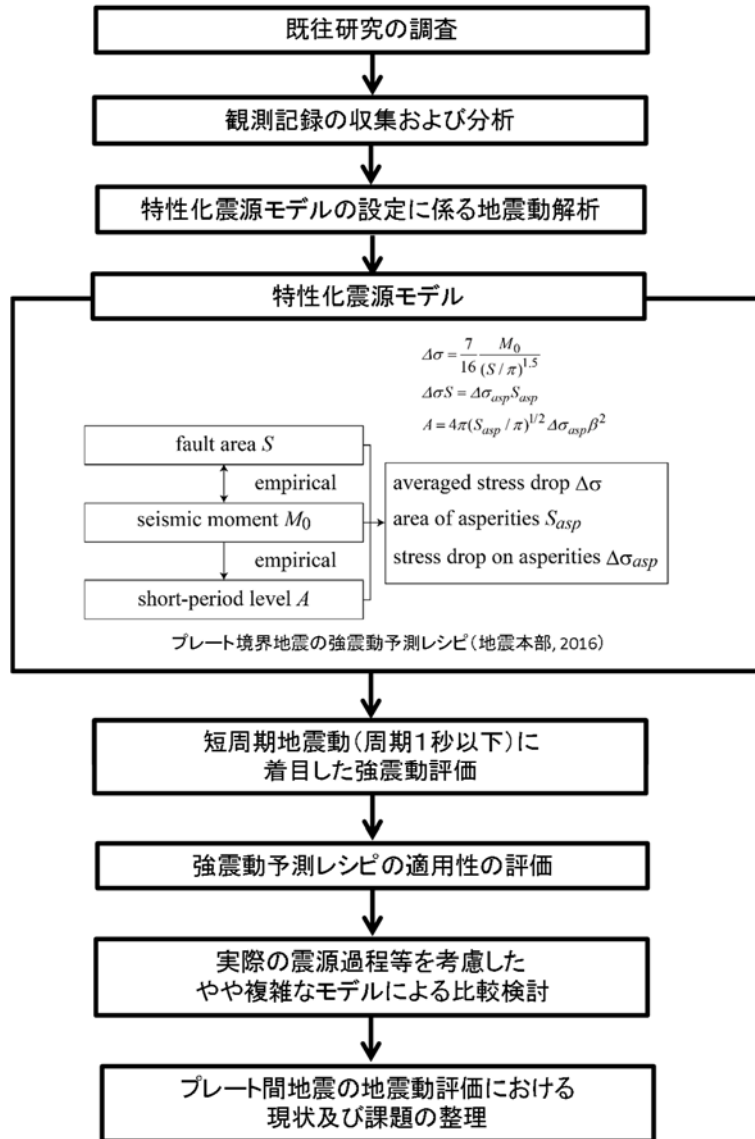 既往研究の調査
観測記録の収集および分析
特性化震源モデルの設定に係る地震動解析
特性化震源モデル
Δσ = 7/16 M0/(S/π)^1.5
ΔσS = Δσasp Sasp
A = 4π(Sasp/π)^1/2 Δσasp β^2
fault area S
empirical
seismic moment M0
empirical
short-period level A
averaged stress drop Δσ
area of asperities Sasp
stress drop on asperities Δσasp
プレート境界地震の強震動予測レシピ(地震本部, 2016)
短周期地震動(周期1秒以下)に
着目した強震動評価
強震動予測レシピの適用性の評価
実際の震源過程等を考慮した
やや複雑なモデルによる比較検討
プレート間地震の地震動評価における
現状及び課題の整理